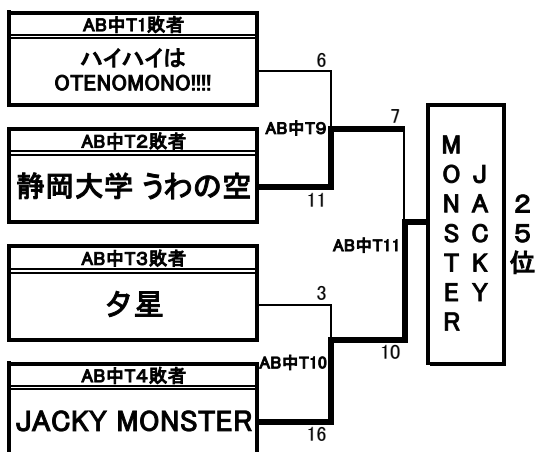 AB中T1敗者
ハイハイは
OTENOMONO!!!!
6
AB中T9
7
AB中T2敗者
静岡大学 うわの空
11
AB中T11
JACKY
MONSTER
25位
AB中T3敗者
夕星
3
AB中T10
10
AB中T4敗者
JACKY MONSTER
16